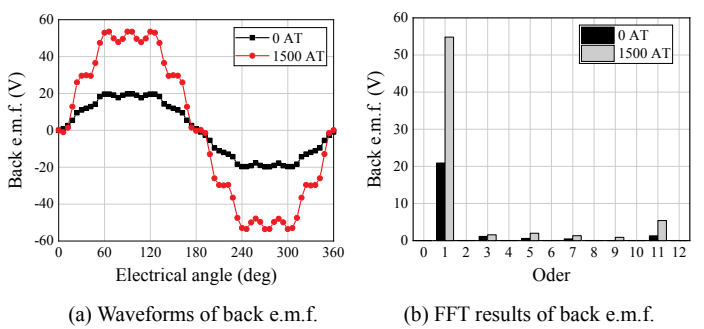 60
40
20
0
-20
-40
-60
Back e.m.f. (V)
0 AT
1500 AT
0 60 120 180 240 300 360
Electrical angle (deg)
(a) Waveforms of back e.m.f.
60
50
40
30
20
10
0
Back e.m.f. (V)
0 AT
1500 AT
0 1 2 3 4 5 6 7 8 9 10 11 12
Oder
(b) FFT results of back e.m.f.